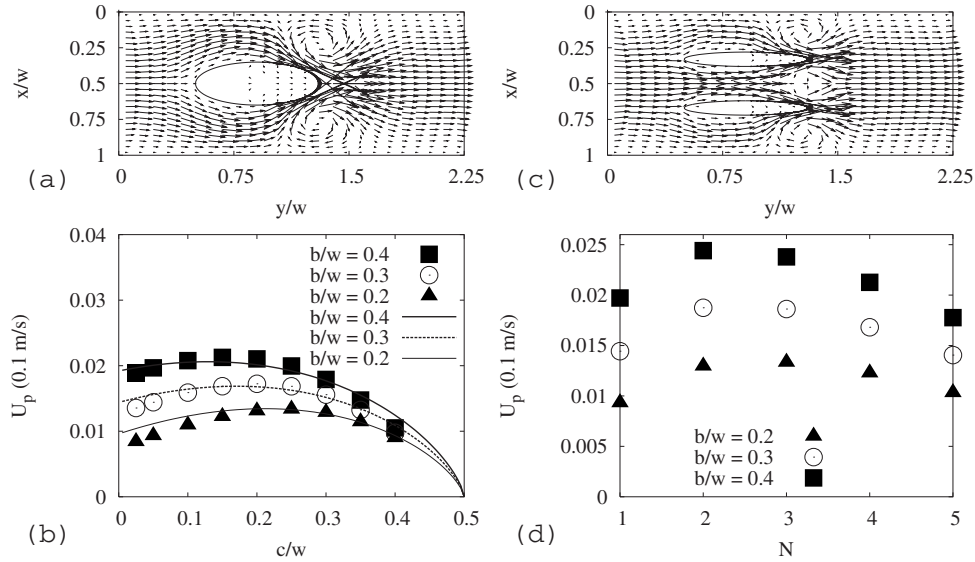 0
0.25
x/w
0.5
0.75
1
(a)
0 0.75 1.5 2.25
y/w
0
0.25
x/w
0.5
0.75
1
(c)
0 0.75 1.5 2.25
y/w
0.04
0.03
U_p (0.1 m/s)
0.02
0.01
0
b/w = 0.4
b/w = 0.3
b/w = 0.2
b/w = 0.4
b/w = 0.3
b/w = 0.2
0 0.1 0.2 0.3 0.4 0.5
(b)
c/w
0.025
0.02
U_p (0.1 m/s)
0.015
0.01
0.005
0
b/w = 0.2
b/w = 0.3
b/w = 0.4
1 2 3 4 5
(d)
N